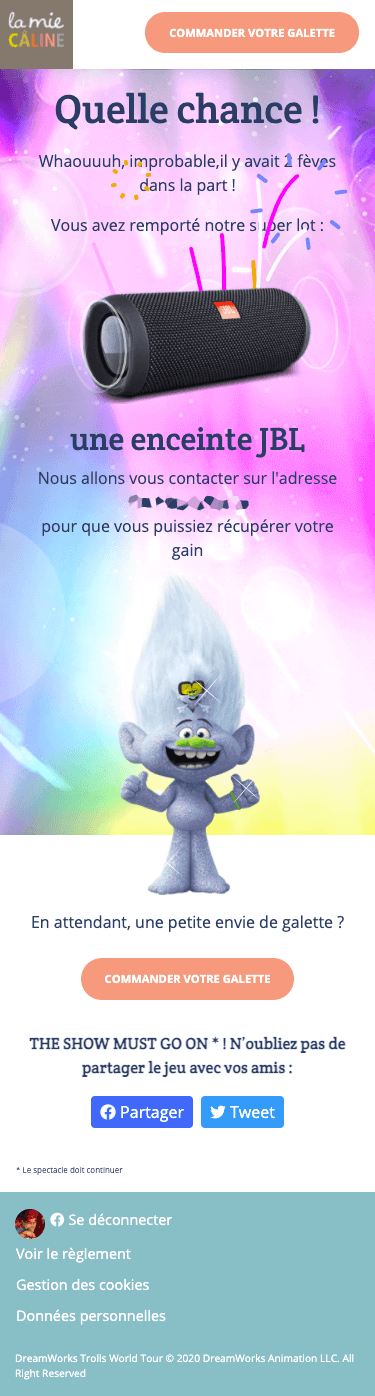 la mie
CÂLINE
COMMANDER VOTRE GALETTE
Quelle chance !
Whaouuuh, improbable,il y avait 2 fèves
dans la part !
Vous avez remporté notre super lot :
JBL
une enceinte JBL
Nous allons vous contacter sur l'adresse
pour que vous puissiez récupérer votre
gain
En attendant, une petite envie de galette ?
COMMANDER VOTRE GALETTE
THE SHOW MUST GO ON * ! N'oubliez pas de
partager le jeu avec vos amis :
Partager
Tweet
* Le spectacle doit continuer
Se déconnecter
Voir le règlement
Gestion des cookies
Données personnelles
DreamWorks Trolls World Tour © 2020 DreamWorks Animation LLC. All
Right Reserved